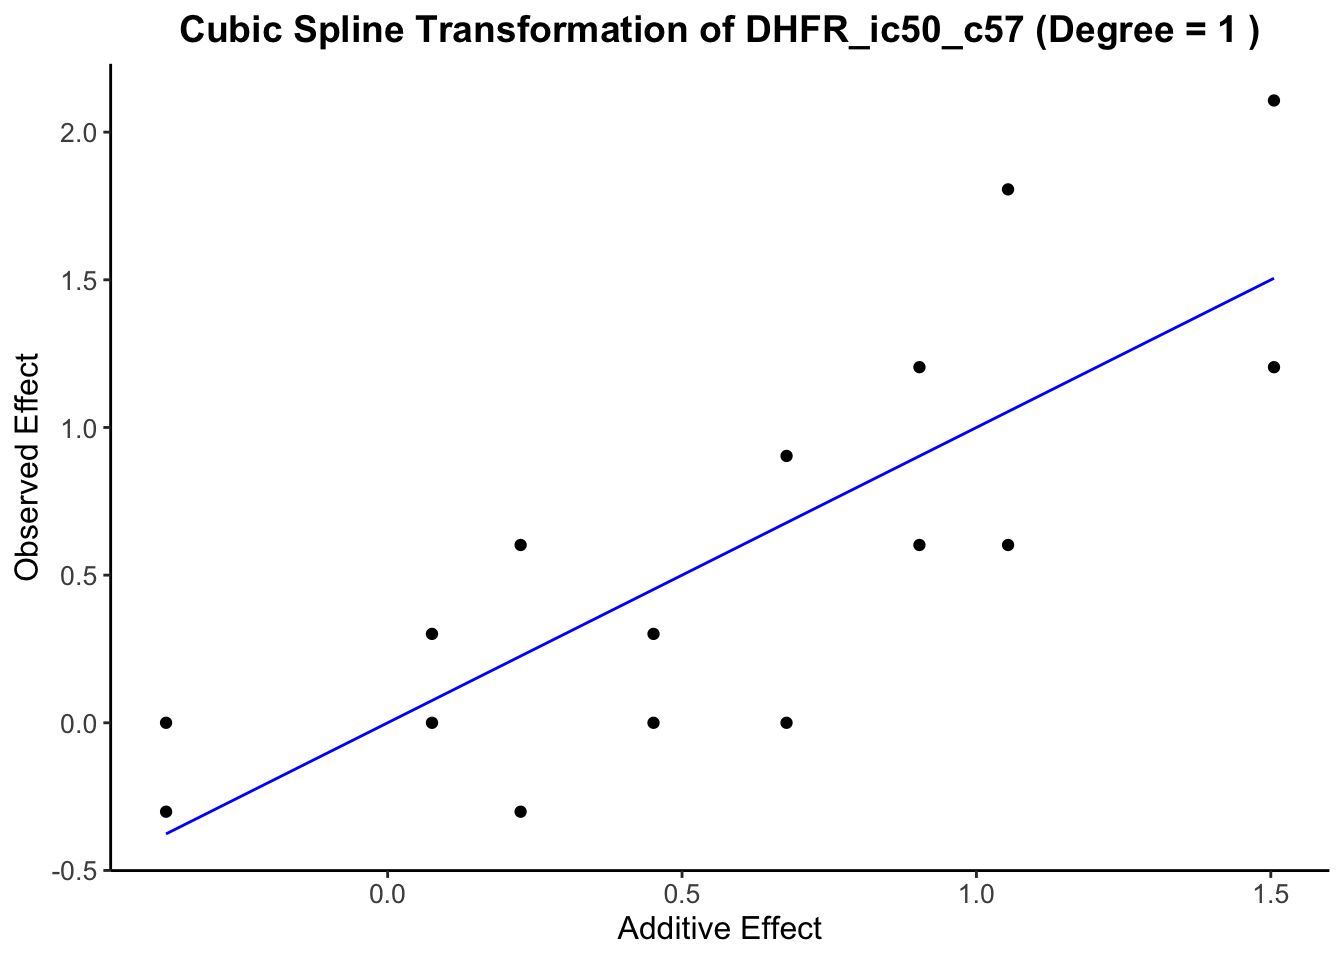 Cubic Spline Transformation of DHFR_ic50_c57 (Degree = 1 )
Observed Effect
2.0
1.5
1.0
0.5
0.0
-0.5
0.0 0.5 1.0 1.5
Additive Effect